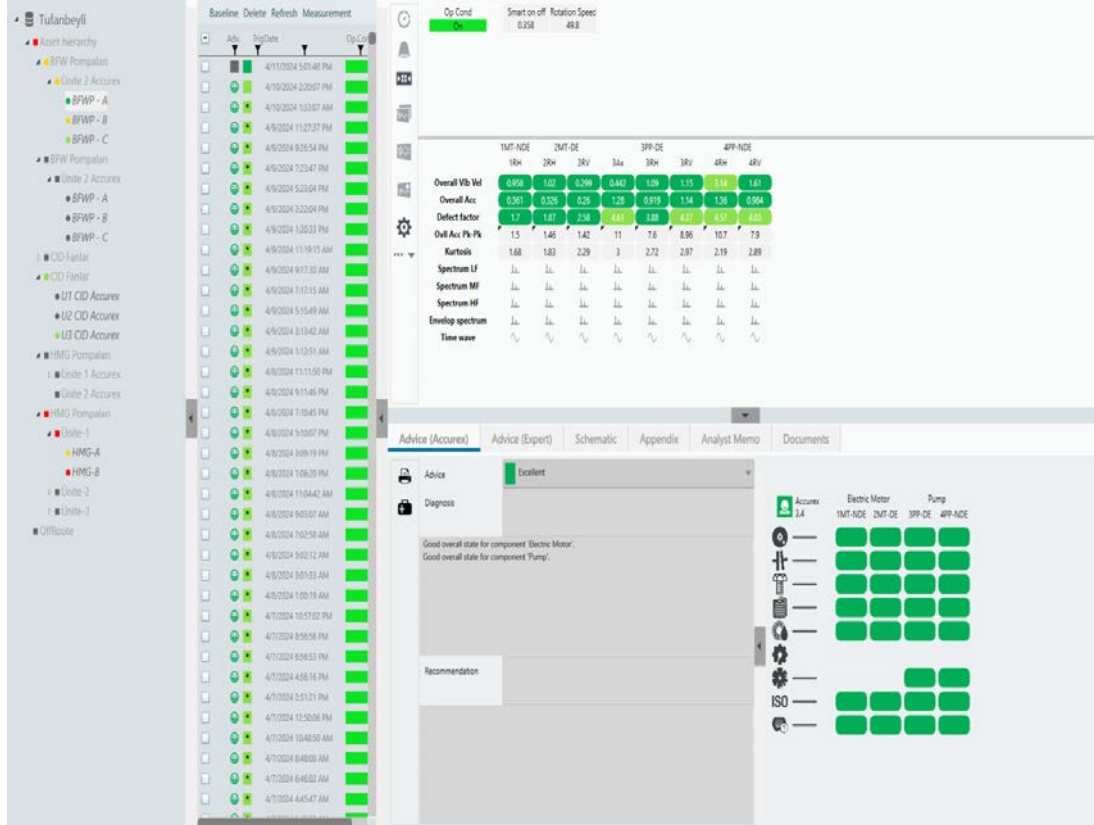 Tufanbeyli
Asset hierarchy
BFW Pompaları
Unite 2 Accurex
BFWP - A
BFWP - B
BFWP - C
BFW Pompaları
Unite 2 Accurex
BFWP - A
BFWP - B
BFWP - C
CID Fanlar
CID Fanlar
U1 CID Accurex
U2 CID Accurex
U3 CID Accurex
HMG Pompaları
Unite 1 Accurex
Unite 2 Accurex
HMG Pompaları
Unite-1
HMG-A
HMG-B
Unite-2
Unite-3
OffRoute
Baseline Delete Refresh Measurement
Adv. TrigDate Op.Con
4/11/2024 5:01:48 PM
4/10/2024 2:20:07 PM
4/10/2024 1:33:07 AM
4/9/2024 11:27:37 PM
4/9/2024 9:26:54 PM
4/9/2024 7:23:47 PM
4/9/2024 5:23:04 PM
4/9/2024 3:22:04 PM
4/9/2024 1:20:33 PM
4/9/2024 11:19:15 AM
4/9/2024 9:17:30 AM
4/9/2024 7:17:15 AM
4/9/2024 5:15:49 AM
4/9/2024 3:13:42 AM
4/9/2024 1:12:51 AM
4/8/2024 11:11:50 PM
4/8/2024 9:11:46 PM
4/8/2024 7:10:45 PM
4/8/2024 5:10:07 PM
4/8/2024 3:09:19 PM
4/8/2024 1:06:20 PM
4/8/2024 11:04:42 AM
4/8/2024 9:03:07 AM
4/8/2024 7:02:58 AM
4/8/2024 5:02:12 AM
4/8/2024 3:01:33 AM
4/8/2024 1:00:19 AM
4/7/2024 10:57:02 PM
4/7/2024 8:56:56 PM
4/7/2024 6:56:53 PM
4/7/2024 4:56:16 PM
4/7/2024 2:51:21 PM
4/7/2024 12:50:06 PM
4/7/2024 10:48:50 AM
4/7/2024 8:48:08 AM
4/7/2024 6:46:02 AM
4/7/2024 4:45:47 AM
Op Cond Smart on off Rotation Speed
On 0.358 49.8
1MT-NDE 2MT-DE 3PP-DE 4PP-NDE
1RH 2RH 2RV 3Ax 3RH 3RV 4RH 4RV
Overall Vib Vel 0.958 1.02 0.299 0.442 1.09 1.15 3.14 1.61
Overall Acc 0.361 0.326 0.26 1.28 0.919 1.14 1.36 0.984
Defect factor 1.7 1.87 2.58 4.61 3.88 4.37 4.57 4.03
Ovll Acc Pk-Pk 1.5 1.46 1.42 11 7.6 8.96 10.7 7.9
Kurtosis 1.68 1.83 2.29 3 2.72 2.97 2.19 2.89
Spectrum LF
Spectrum MF
Spectrum HF
Envelop spectrum
Time wave
Advice (Accurex) Advice (Expert) Schematic Appendix Analyst Memo Documents
Advice Excellent
Diagnosis
Good overall state for component 'Electric Motor'.
Good overall state for component 'Pump'.
Recommendation
Accurex Electric Motor Pump
3.4 1MT-NDE 2MT-DE 3PP-DE 4PP-NDE
ISO